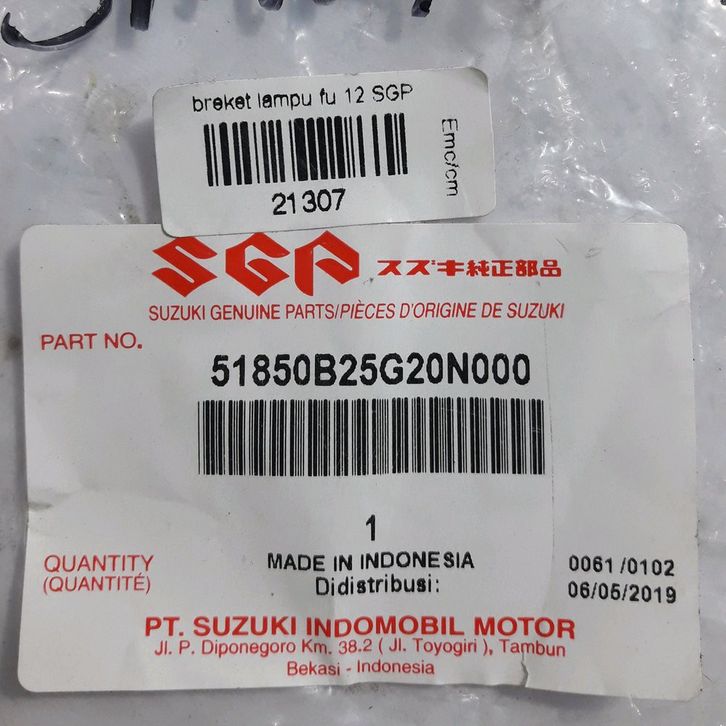 breket lampu fu 12 SGP
Emc/cm
21307
SGP スズキ純正部品
SUZUKI GENUINE PARTS/PIÈCES D'ORIGINE DE SUZUKI
PART NO.
51850B25G20N000
1
QUANTITY
(QUANTITÉ)
MADE IN INDONESIA
Didistribusi:
0061/0102
06/05/2019
PT. SUZUKI INDOMOBIL MOTOR
Jl. P. Diponegoro Km. 38.2 ( Jl. Toyogiri ), Tambun
Bekasi - Indonesia